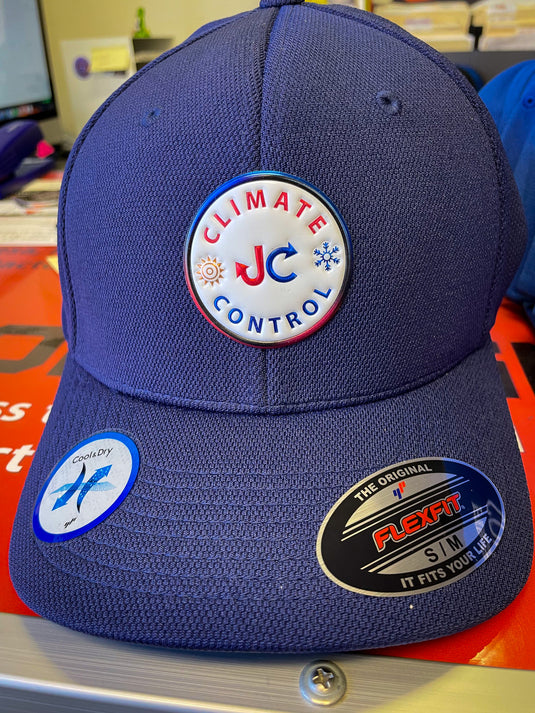 CLIMATE
JC
CONTROL
Cool&Dry
THE ORIGINAL
FLEXFIT
S/M
IT FITS YOUR LIFE